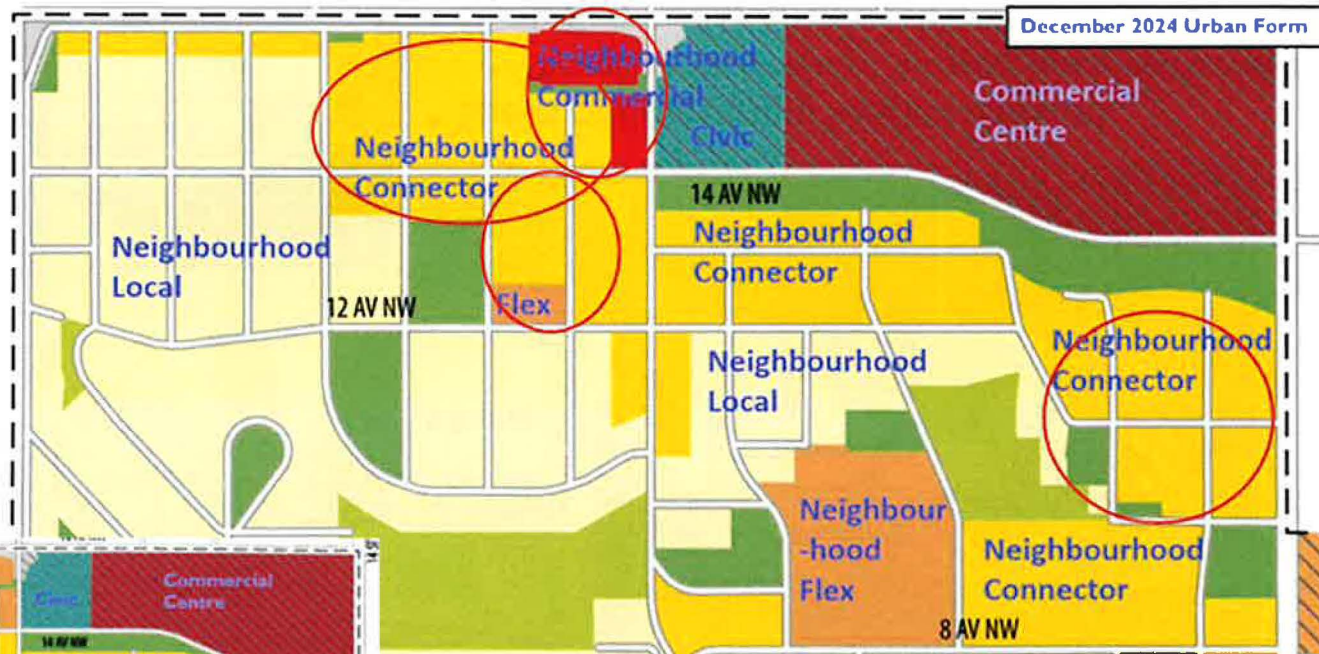 December 2024 Urban Form
Neighbourhood
Commercial
Civic
Commercial
Centre
Neighbourhood
Connector
14 AV NW
Neighbourhood
Local
Neighbourhood
Connector
Flex
12 AV NW
Neighbourhood
Local
Neighbourhood
Connector
Neighbour
-hood
Flex
Neighbourhood
Connector
8 AV NW
Civic
Commercial
Centre
14 AV NW